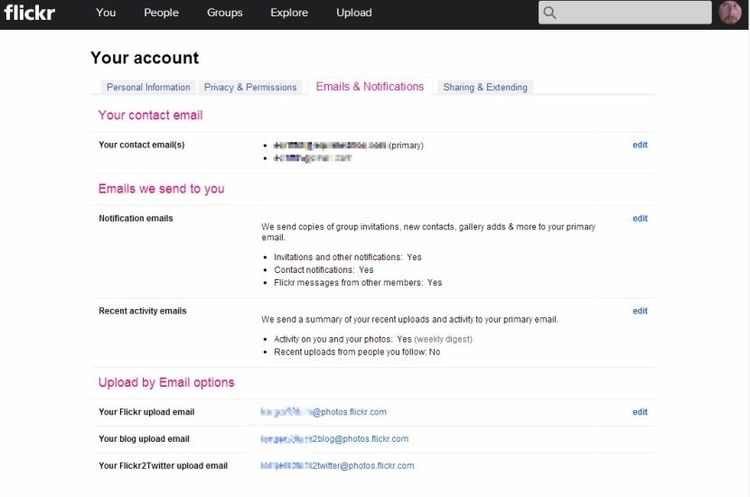 flickr You People Groups Explore Upload
Your account
Personal Information Privacy & Permissions Emails & Notifications Sharing & Extending
Your contact email
Your contact email(s) (primary) edit
Emails we send to you
Notification emails edit
We send copies of group invitations, new contacts, gallery adds & more to your primary
email.
Invitations and other notifications: Yes
Contact notifications: Yes
Flickr messages from other members: Yes
Recent activity emails edit
We send a summary of your recent uploads and activity to your primary email.
Activity on you and your photos: Yes (weekly digest)
Recent uploads from people you follow: No
Upload by Email options
Your Flickr upload email @photos.flickr.com edit
Your blog upload email 2blog@photos.flickr.com
Your Flickr2Twitter upload email 2twitter@photos.flickr.com